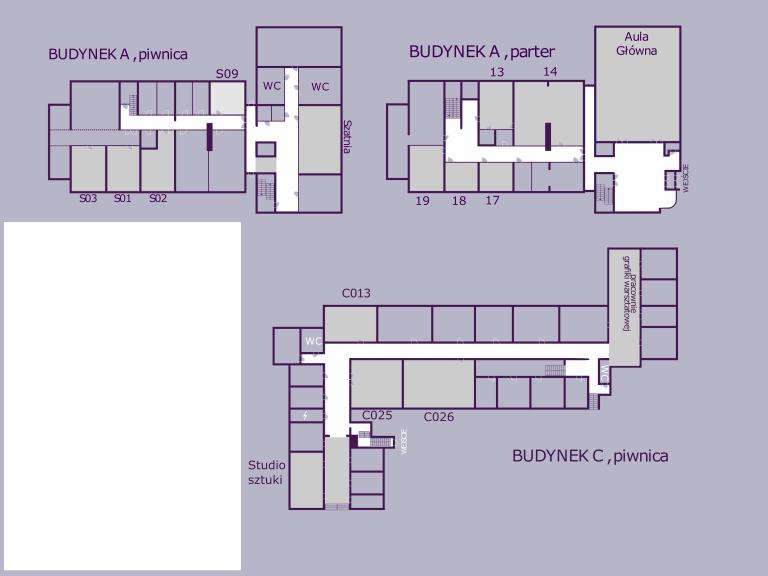 BUDYNEK A , piwnica
S09
WC
WC
Szatnia
S03
S01
S02
BUDYNEK A , parter
13
14
Aula
Główna
WEJŚCIE
19
18
17
C013
WC
pracownie
grafiki warsztatowej
WC
C025
C026
WEJŚCIE
Studio
sztuki
BUDYNEK C , piwnica